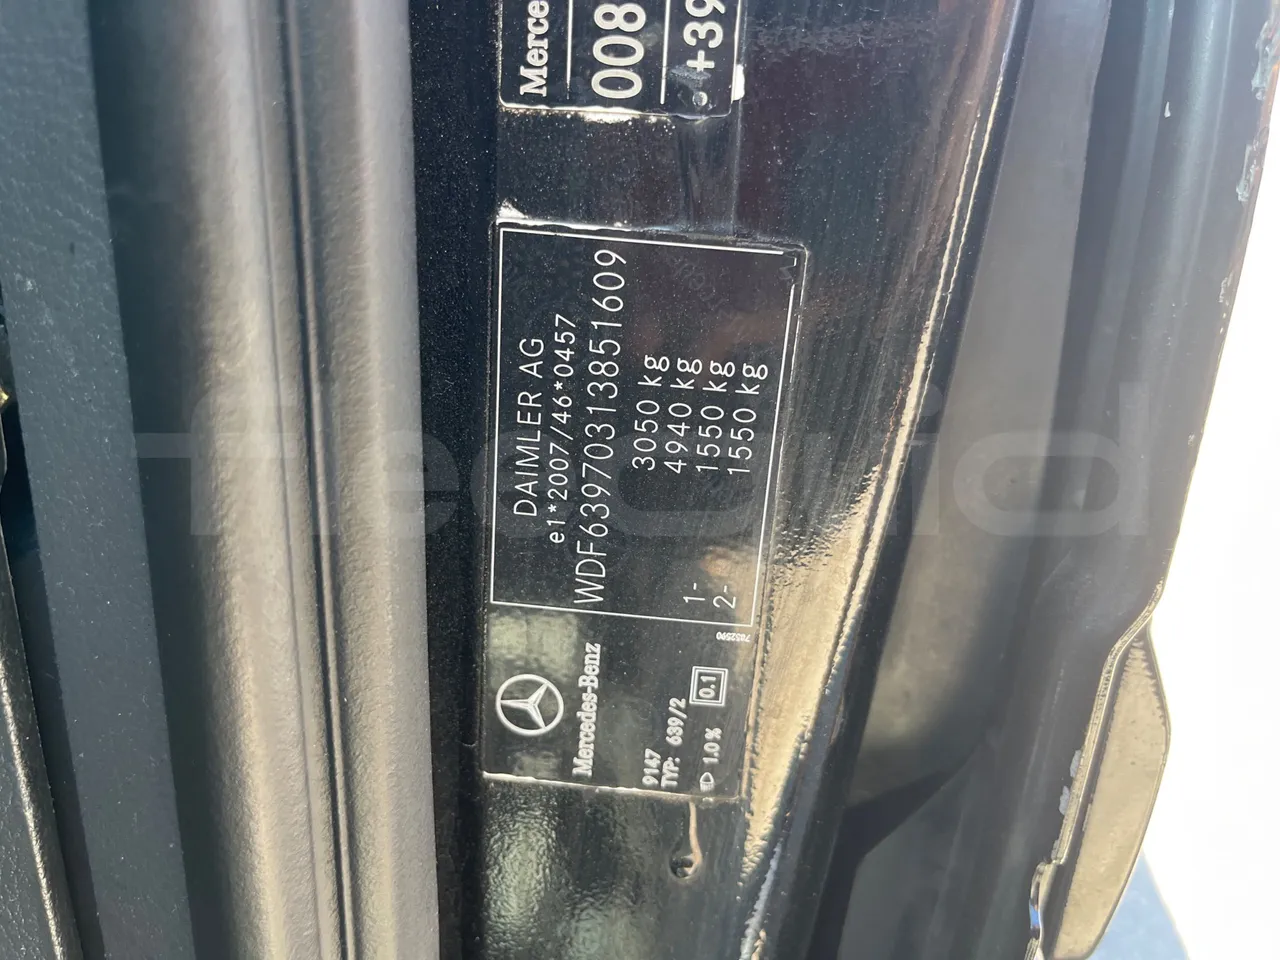 Merce
008
+39
DAIMLER AG
e1*2007/46*0457
WDF63970313851609
3050 kg
4940 kg
1- 1550 kg
2- 1550 kg
Mercedes-Benz
9147
TYP: 639/2
1.0 %
0.1
7852590